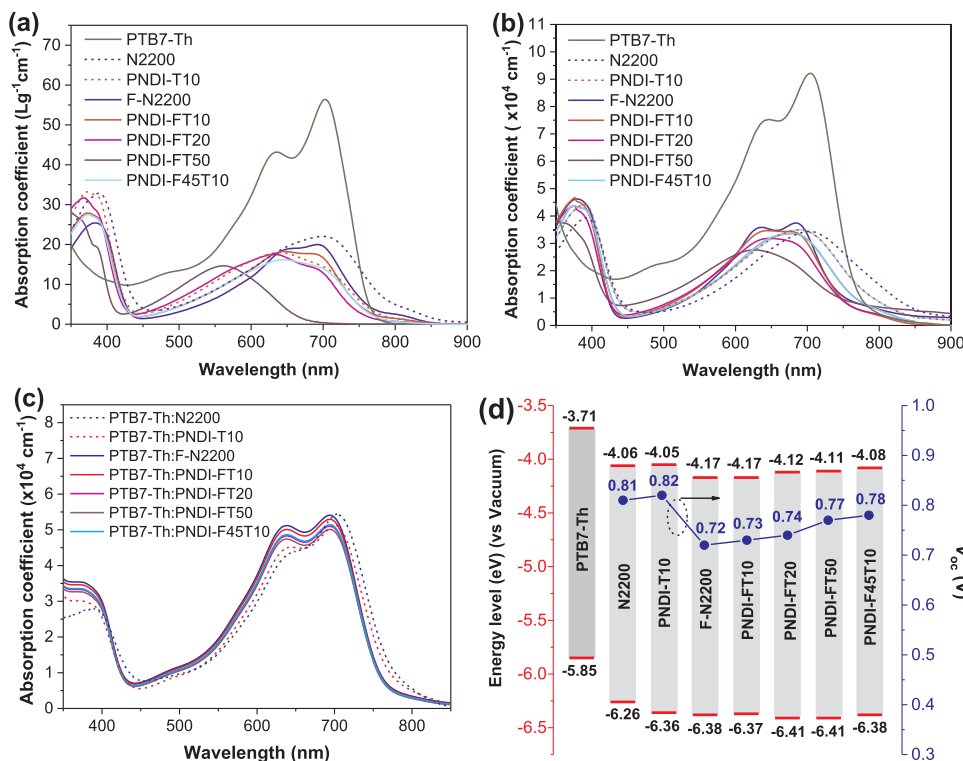 (a)
Absorption coefficient (Lg⁻¹cm⁻¹)
70
60
50
40
30
20
10
0
PTB7-Th
N2200
PNDI-T10
F-N2200
PNDI-FT10
PNDI-FT20
PNDI-FT50
PNDI-F45T10
400 500 600 700 800 900
Wavelength (nm)
(b)
Absorption coefficient ( x10⁴ cm⁻¹)
11
10
9
8
7
6
5
4
3
2
1
0
PTB7-Th
N2200
PNDI-T10
F-N2200
PNDI-FT10
PNDI-FT20
PNDI-FT50
PNDI-F45T10
400 500 600 700 800 900
Wavelength (nm)
(c)
Absorption coefficient (x10⁴ cm⁻¹)
8
7
6
5
4
3
2
1
0
PTB7-Th:N2200
PTB7-Th:PNDI-T10
PTB7-Th:F-N2200
PTB7-Th:PNDI-FT10
PTB7-Th:PNDI-FT20
PTB7-Th:PNDI-FT50
PTB7-Th:PNDI-F45T10
400 500 600 700 800
Wavelength (nm)
(d)
Energy level (eV) (vs Vacuum)
-3.5
-4.0
-4.5
-5.0
-5.5
-6.0
-6.5
-3.71
-4.06
-4.05
-4.17
-4.17
-4.12
-4.11
-4.08
0.81
0.82
0.72
0.73
0.74
0.77
0.78
PTB7-Th
N2200
PNDI-T10
F-N2200
PNDI-FT10
PNDI-FT20
PNDI-FT50
PNDI-F45T10
-5.85
-6.26
-6.36
-6.38
-6.37
-6.41
-6.41
-6.38
1.0
0.9
0.8
0.7
0.6
0.5
0.4
0.3